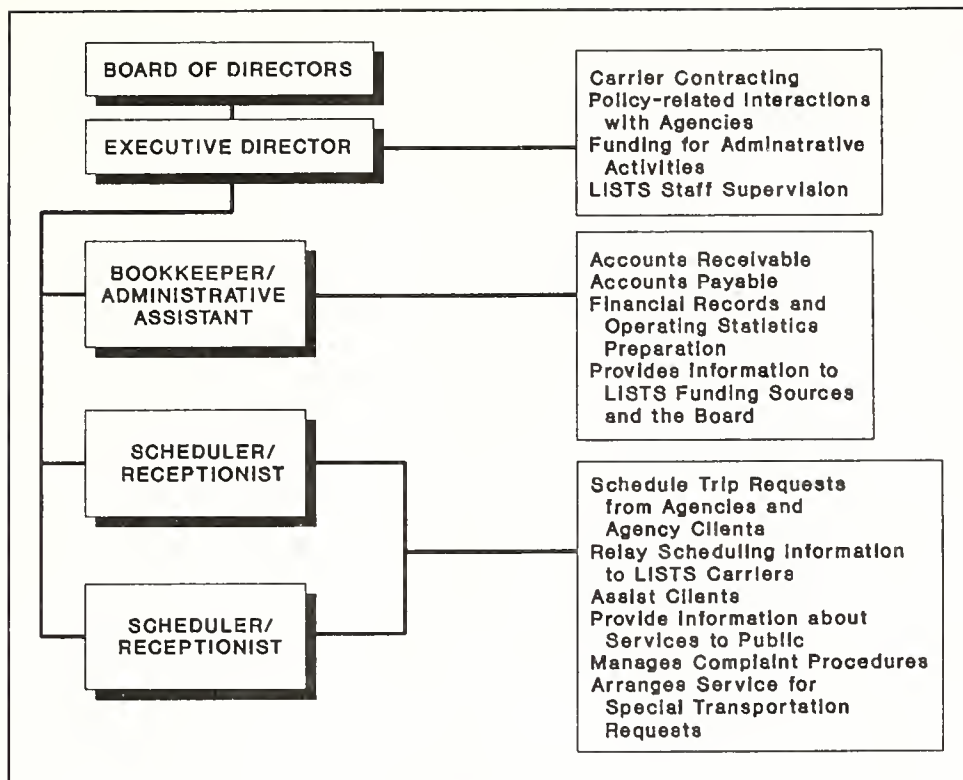 BOARD OF DIRECTORS
EXECUTIVE DIRECTOR
Carrier Contracting
Policy-related Interactions
with Agencies
Funding for Adminatrative
Activities
LISTS Staff Supervision
BOOKKEEPER/
ADMINISTRATIVE
ASSISTANT
Accounts Receivable
Accounts Payable
Financial Records and
Operating Statistics
Preparation
Provides Information to
LISTS Funding Sources
and the Board
SCHEDULER/
RECEPTIONIST
SCHEDULER/
RECEPTIONIST
Schedule Trip Requests
from Agencies and
Agency Clients
Relay Scheduling Information
to LISTS Carriers
Assist Clients
Provide Information about
Services to Public
Manages Complaint Procedures
Arranges Service for
Special Transportation
Requests